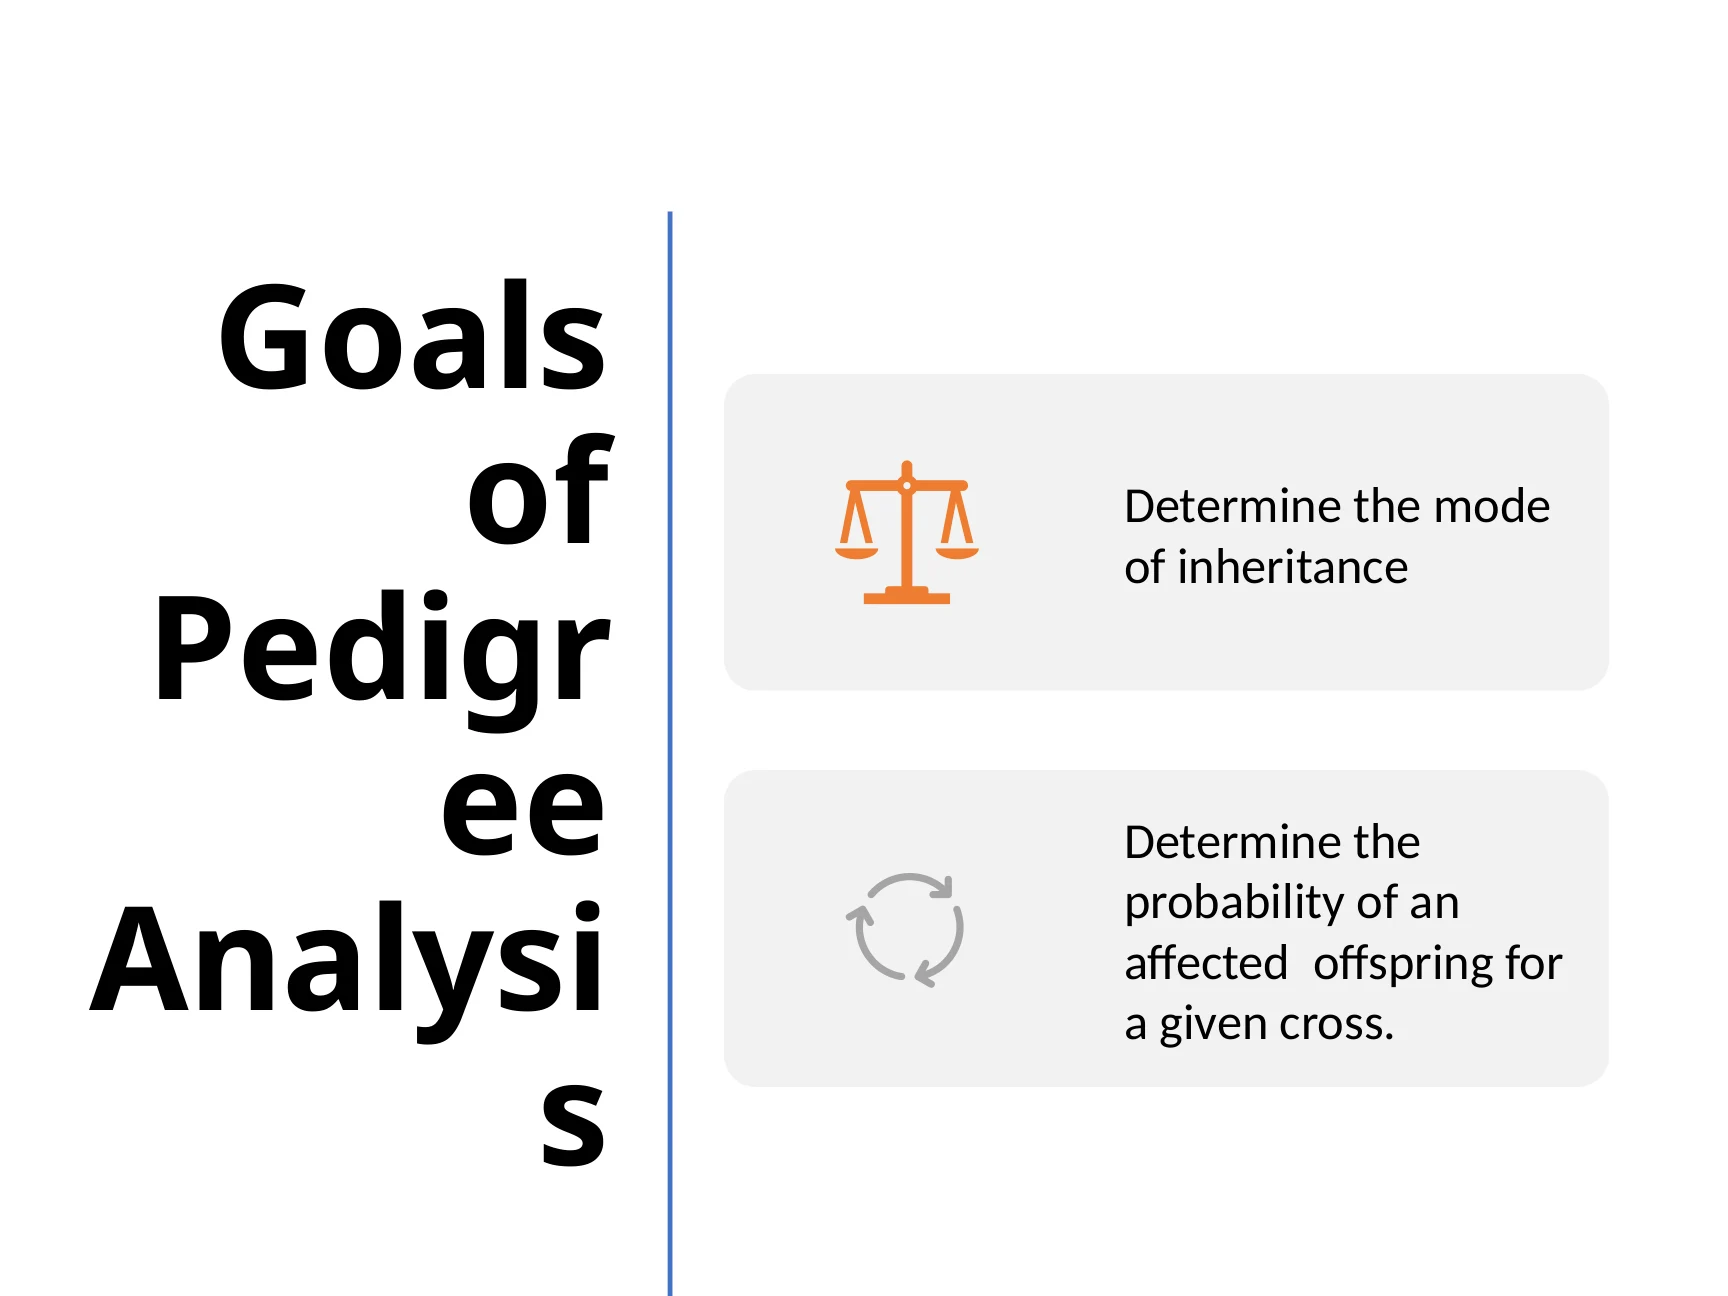 Goals
of
Pedigr
ee
Analysi
s
Determine the mode
of inheritance
Determine the
probability of an
affected  offspring for
a given cross.